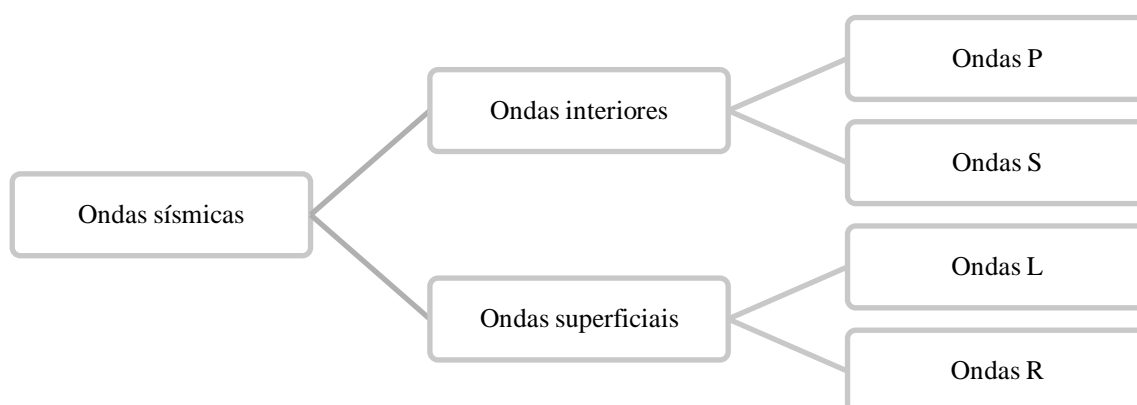 Ondas sísmicas
Ondas interiores
Ondas P
Ondas S
Ondas superficiais
Ondas L
Ondas R